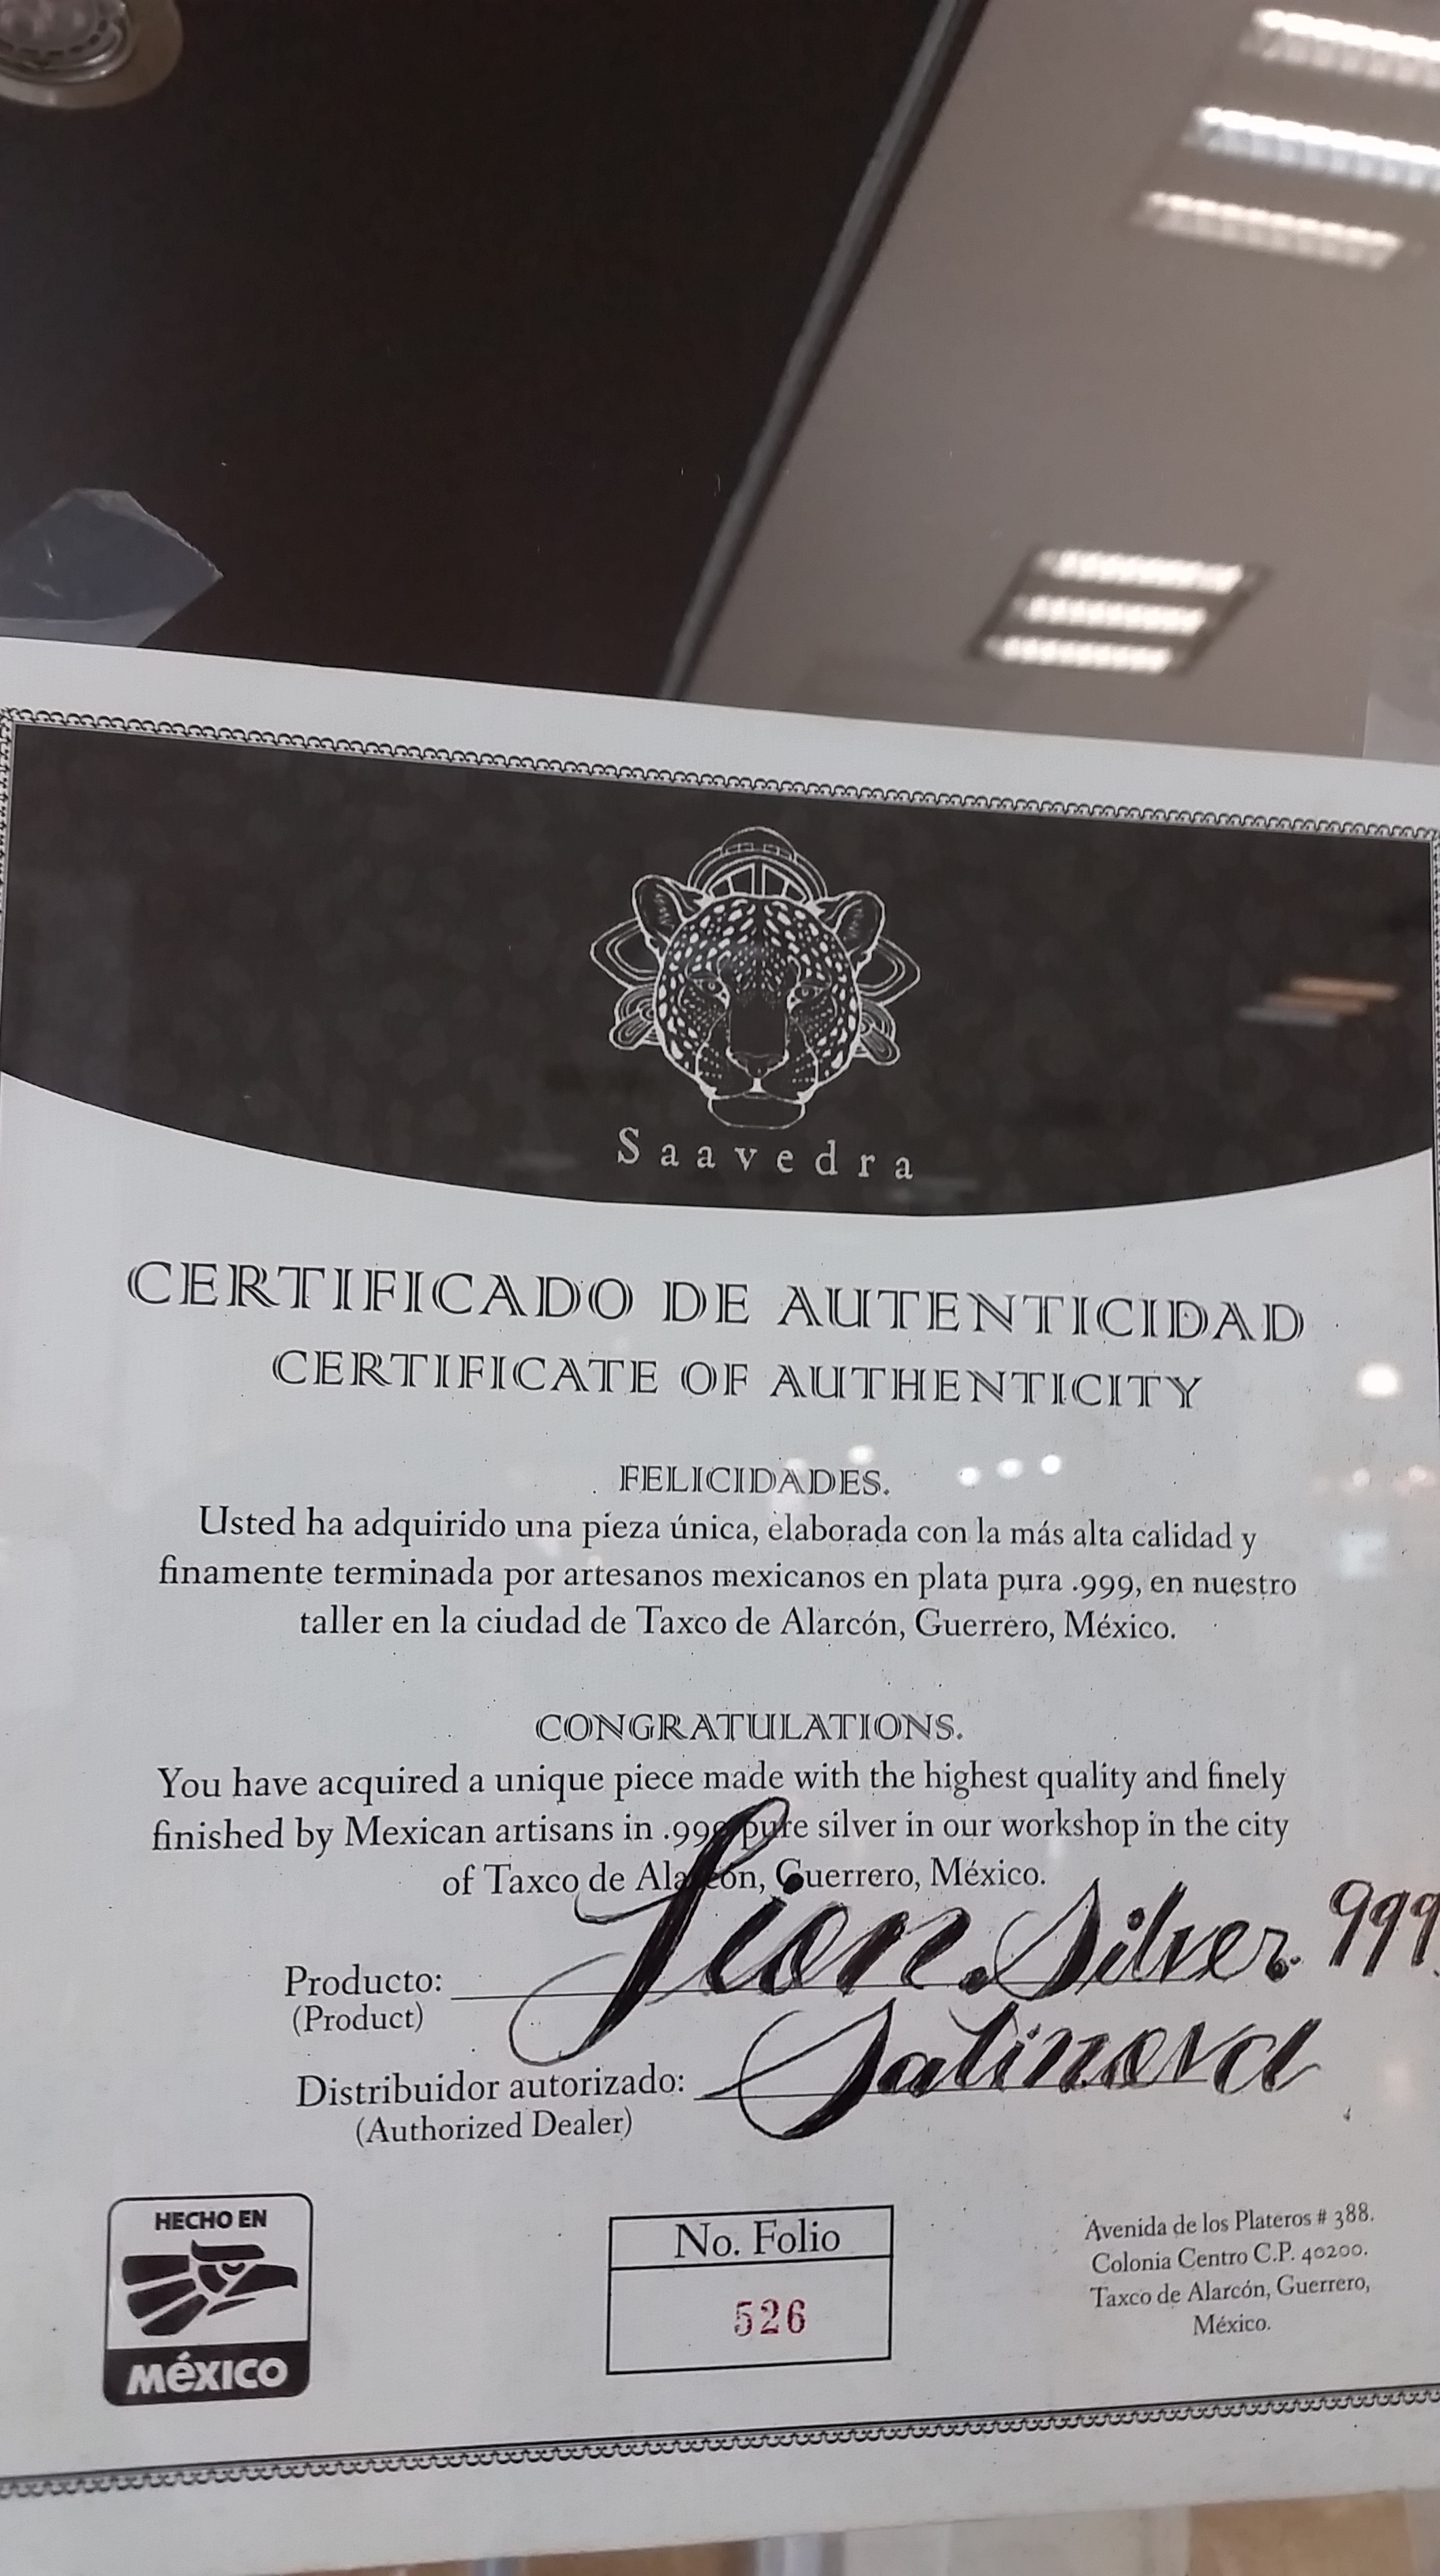 Saavedra
CERTIFICADO DE AUTENTICIDAD
CERTIFICATE OF AUTHENTICITY
FELICIDADES.
Usted ha adquirido una pieza única, elaborada con la más alta calidad y
finamente terminada por artesanos mexicanos en plata pura .999, en nuestro
taller en la ciudad de Taxco de Alarcón, Guerrero, México.
CONGRATULATIONS.
You have acquired a unique piece made with the highest quality and finely
finished by Mexican artisans in .999 pure silver in our workshop in the city
of Taxco de Alarcón, Guerrero, México.
Producto: Lion. Silver. 999
(Product)
Distribuidor autorizado: Salinova
(Authorized Dealer)
HECHO EN
MéXICO
No. Folio
526
Avenida de los Plateros # 388.
Colonia Centro C.P. 40200.
Taxco de Alarcón, Guerrero,
México.